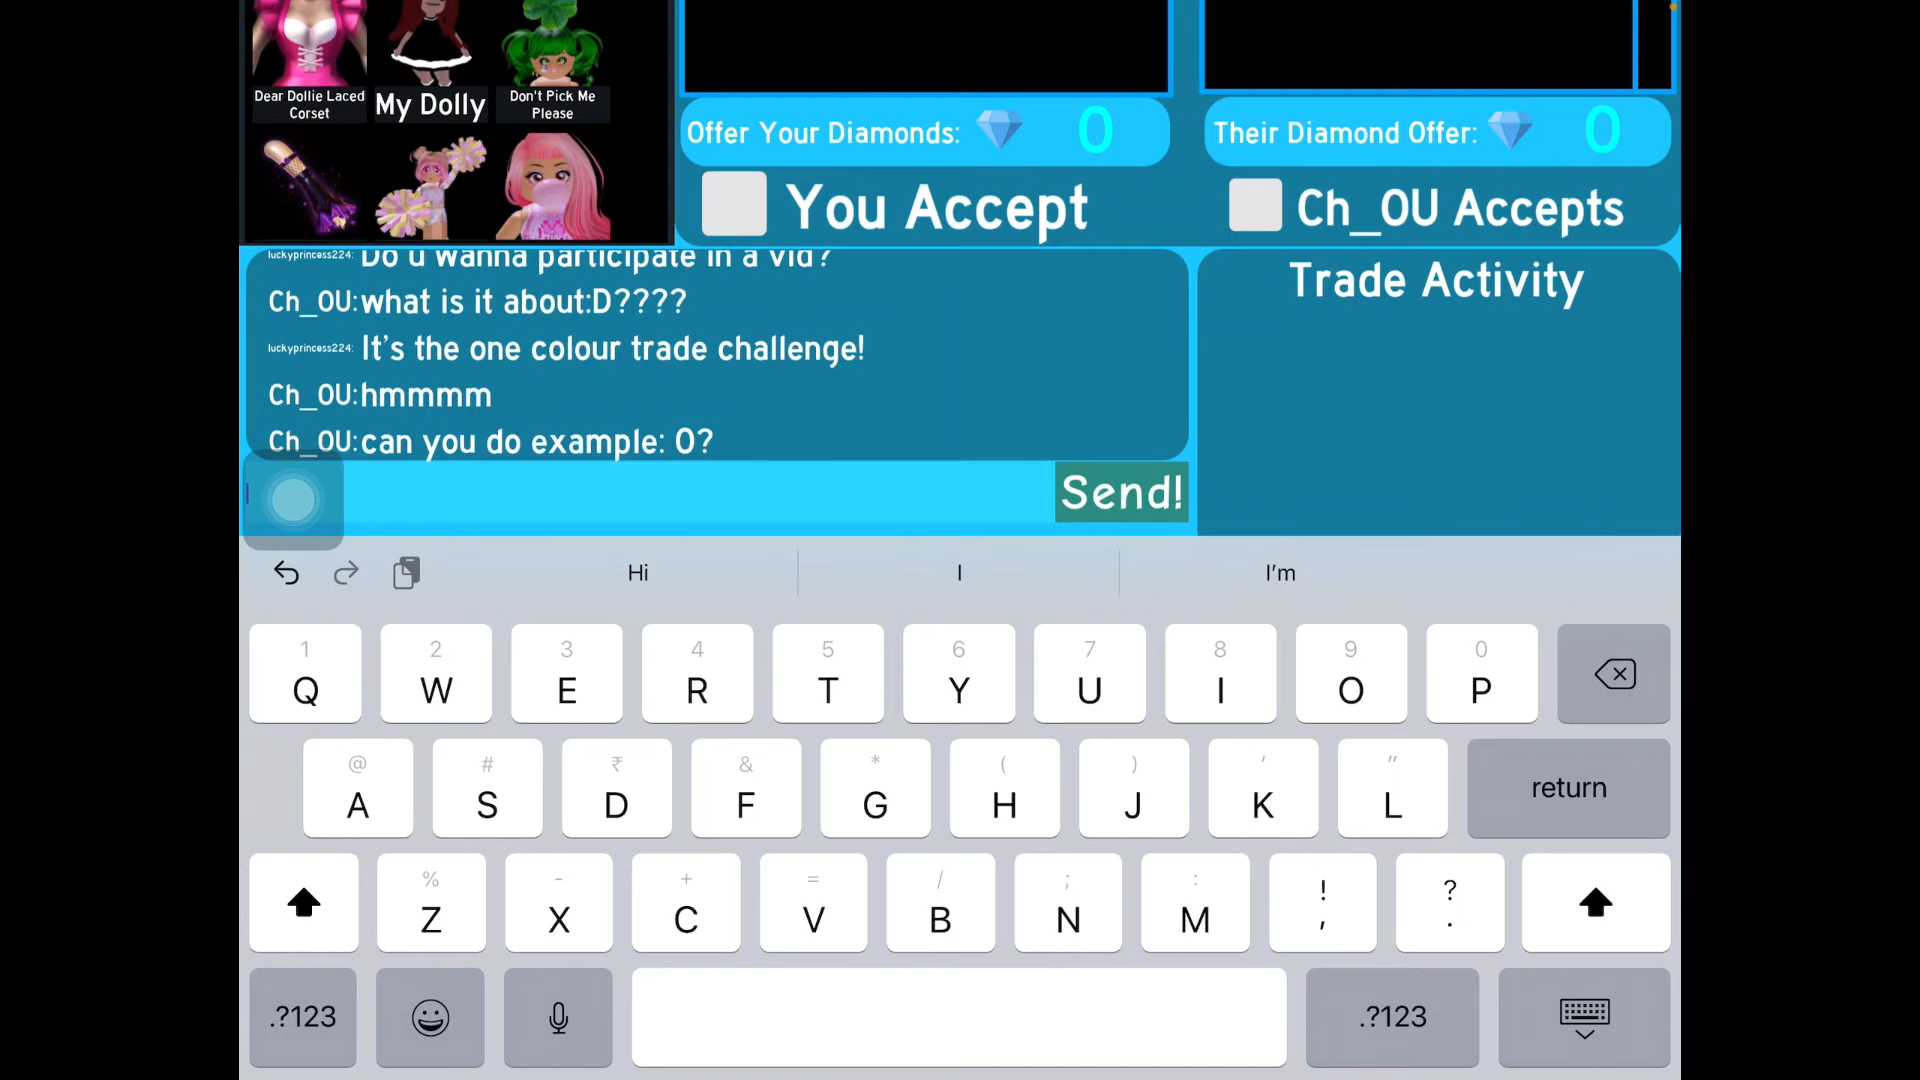 Dear Dollie Laced
Corset
My Dolly
Don't Pick Me
Please
Offer Your Diamonds: 0
Their Diamond Offer: 0
You Accept
Ch_OU Accepts
luckyprincess224: Do u wanna participate in a vid?
Ch_OU:what is it about:D????
luckyprincess224: It's the one colour trade challenge!
Ch_OU:hmmmm
Ch_OU:can you do example: O?
Send!
Trade Activity
Hi I I'm
1 2 3 4 5 6 7 8 9 0
Q W E R T Y U I O P
@ # ₹ & * ( ) ' "
A S D F G H J K L return
% - + = / ; : ! ?
Z X C V B N M , .
.?123 .?123